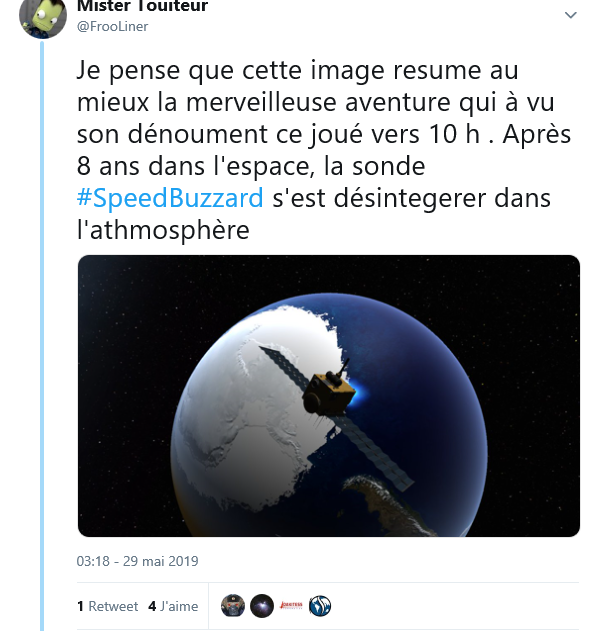 Mister Touiteur
@FrooLiner
Je pense que cette image resume au
mieux la merveilleuse aventure qui à vu
son dénoument ce joué vers 10 h . Après
8 ans dans l'espace, la sonde
#SpeedBuzzard s'est désintegerer dans
l'athmosphère
03:18 - 29 mai 2019
1 Retweet 4 J'aime